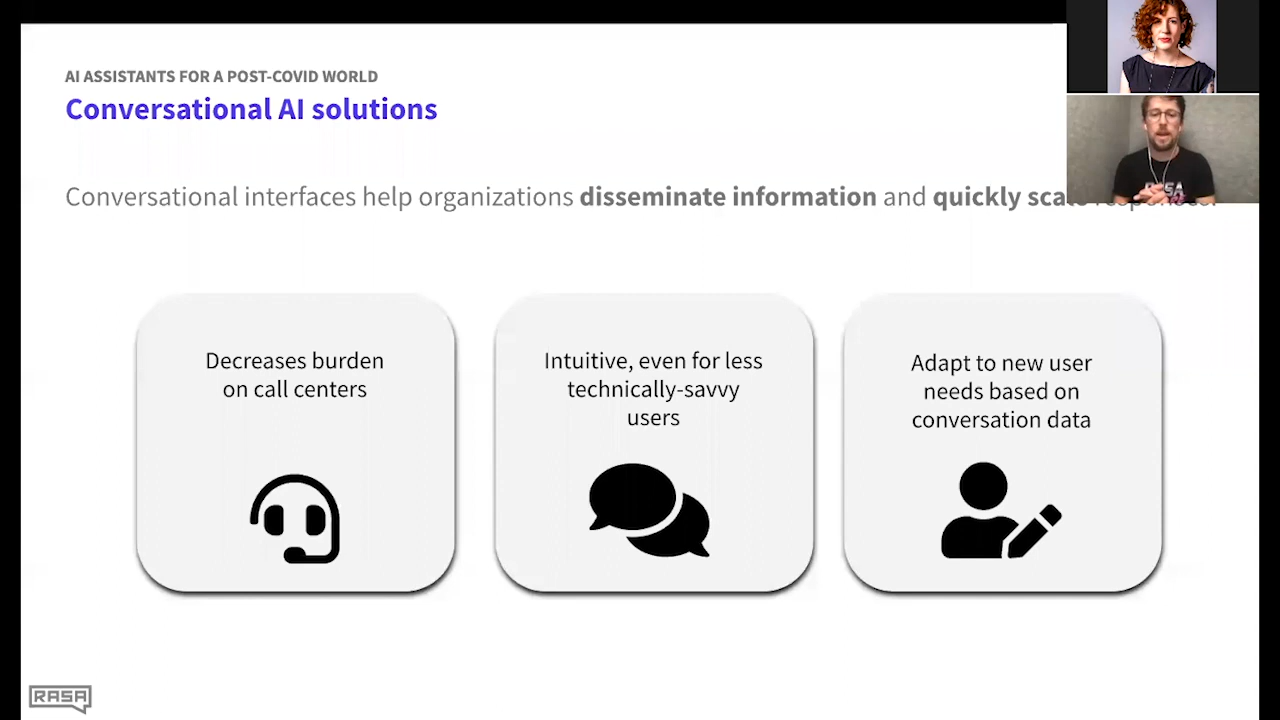 AI ASSISTANTS FOR A POST-COVID WORLD
Conversational AI solutions
Conversational interfaces help organizations disseminate information and quickly scale
Decreases burden
on call centers
Intuitive, even for less
technically-savvy
users
Adapt to new user
needs based on
conversation data
RASA
RASA